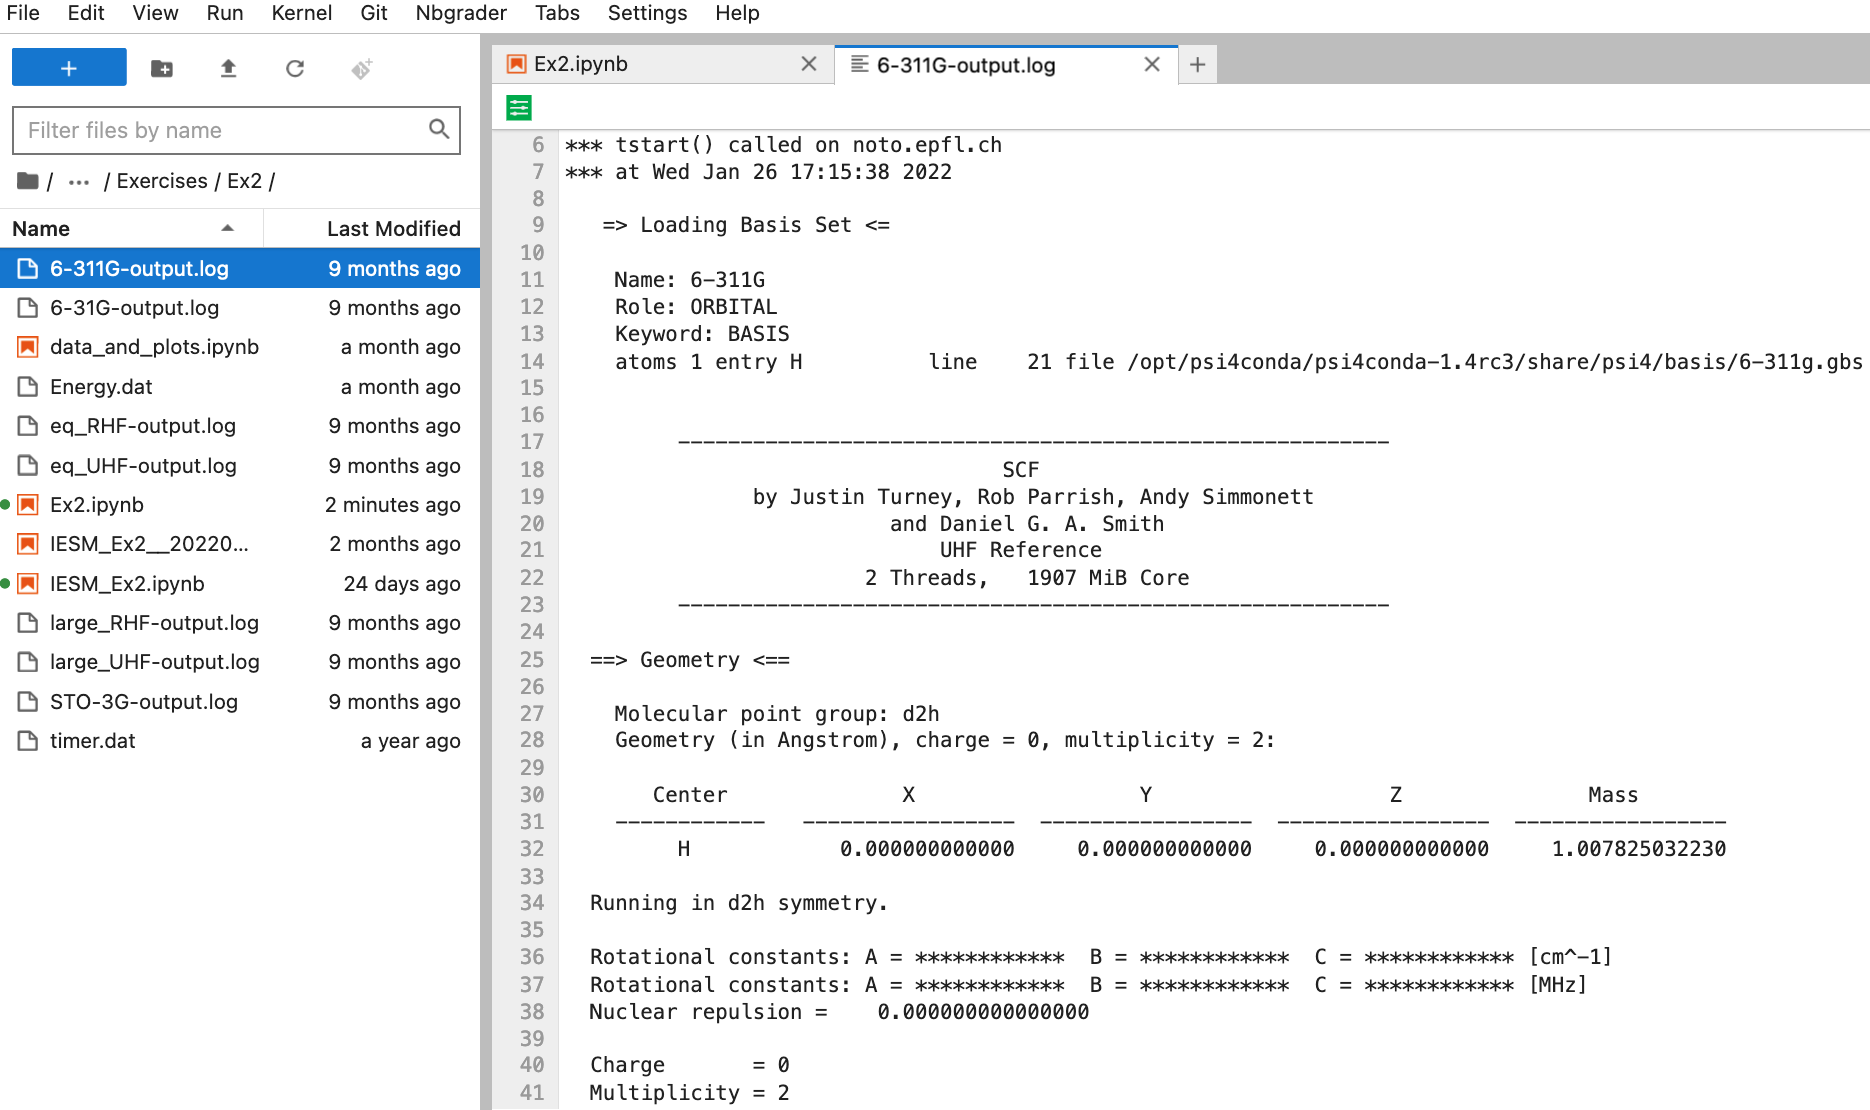 File Edit View Run Kernel Git Nbgrader Tabs Settings Help
+
Filter files by name
/ ... / Exercises / Ex2 /
Name Last Modified
6-311G-output.log 9 months ago
6-31G-output.log 9 months ago
data_and_plots.ipynb a month ago
Energy.dat a month ago
eq_RHF-output.log 9 months ago
eq_UHF-output.log 9 months ago
Ex2.ipynb 2 minutes ago
IESM_Ex2__20220... 2 months ago
IESM_Ex2.ipynb 24 days ago
large_RHF-output.log 9 months ago
large_UHF-output.log 9 months ago
STO-3G-output.log 9 months ago
timer.dat a year ago
Ex2.ipynb 6-311G-output.log +
6 *** tstart() called on noto.epfl.ch
7 *** at Wed Jan 26 17:15:38 2022
8
9 => Loading Basis Set <=
10
11 Name: 6-311G
12 Role: ORBITAL
13 Keyword: BASIS
14 atoms 1 entry H line 21 file /opt/psi4conda/psi4conda-1.4rc3/share/psi4/basis/6-311g.gbs
15
16
17 ---------------------------------------------------------
18 SCF
19 by Justin Turney, Rob Parrish, Andy Simmonett
20 and Daniel G. A. Smith
21 UHF Reference
22 2 Threads, 1907 MiB Core
23 ---------------------------------------------------------
24
25 ==> Geometry <==
26
27 Molecular point group: d2h
28 Geometry (in Angstrom), charge = 0, multiplicity = 2:
29
30 Center X Y Z Mass
31 ------------ ----------------- ----------------- ----------------- -----------------
32 H 0.000000000000 0.000000000000 0.000000000000 1.007825032230
33
34 Running in d2h symmetry.
35
36 Rotational constants: A = ************ B = ************ C = ************ [cm^-1]
37 Rotational constants: A = ************ B = ************ C = ************ [MHz]
38 Nuclear repulsion = 0.000000000000000
39
40 Charge = 0
41 Multiplicity = 2